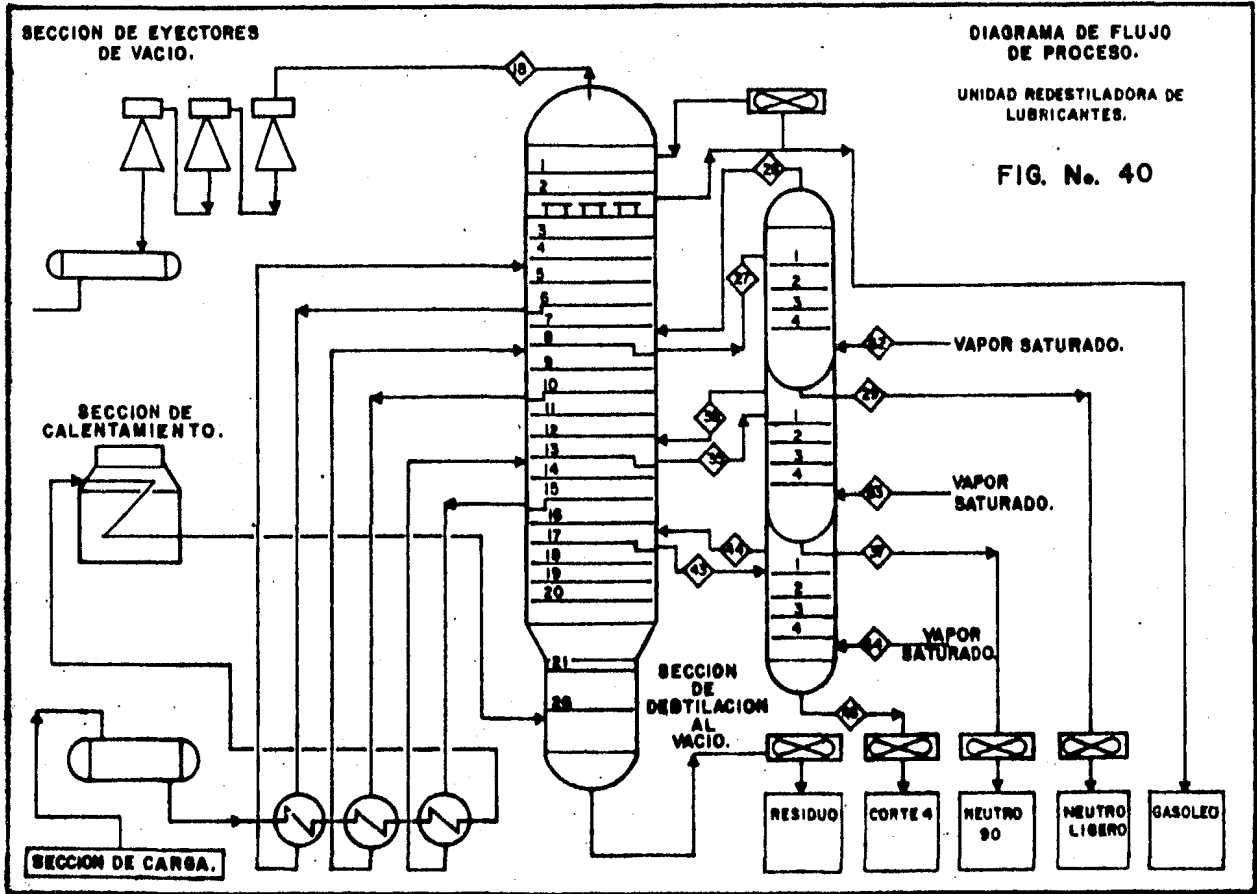 SECCION DE EYECTORES
DE VACIO.
DIAGRAMA DE FLUJO
DE PROCESO.
UNIDAD REDESTILADORA DE
LUBRICANTES.
FIG. No. 40
18
1
2
3
4
5
6
7
8
9
10
11
12
13
14
15
16
17
18
19
20
21
27
1
2
3
4
VAPOR SATURADO.
29
1
2
3
4
VAPOR
SATURADO.
37
44
43
1
2
3
4
VAPOR
SATURADO.
SECCION DE
CALENTAMIENTO.
SECCION
DE
DESTILACION
AL
VACIO.
SECCION DE CARGA.
RESIDUO
CORTE 4
NEUTRO
90
NEUTRO
LIGERO
GASOLEO